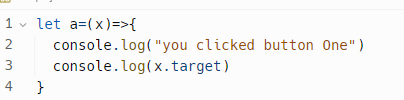 1 let a=(x)=>{
2 console.log("you clicked button One")
3 console.log(x.target)
4 }